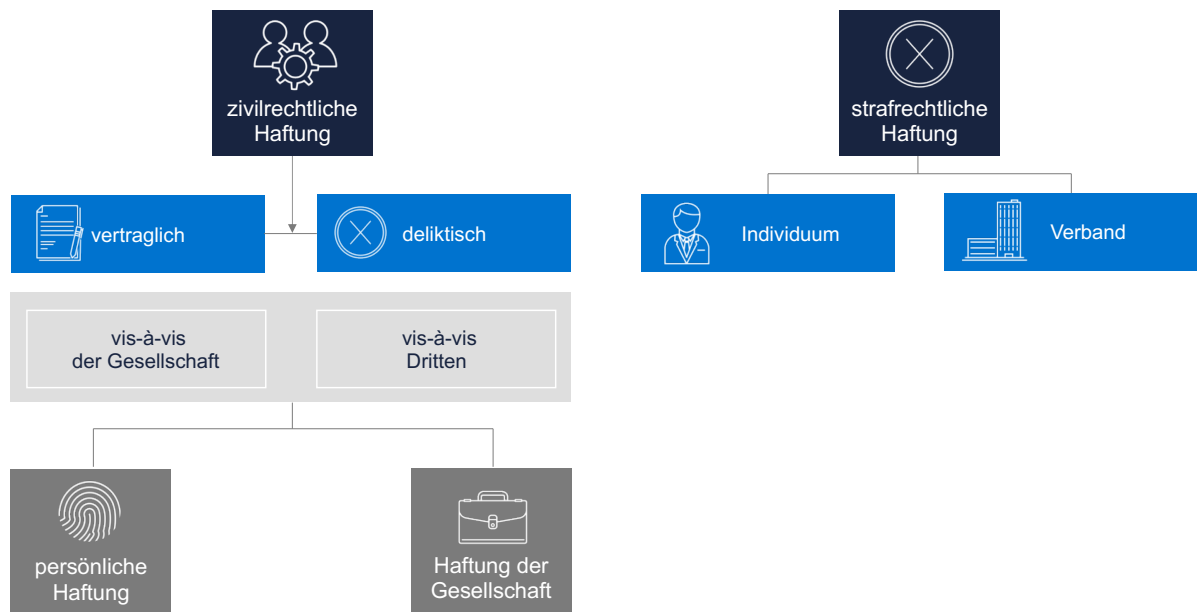 zivilrechtliche
Haftung
strafrechtliche
Haftung
vertraglich
deliktisch
Individuum
Verband
vis-à-vis
der Gesellschaft
vis-à-vis
Dritten
persönliche
Haftung
Haftung der
Gesellschaft